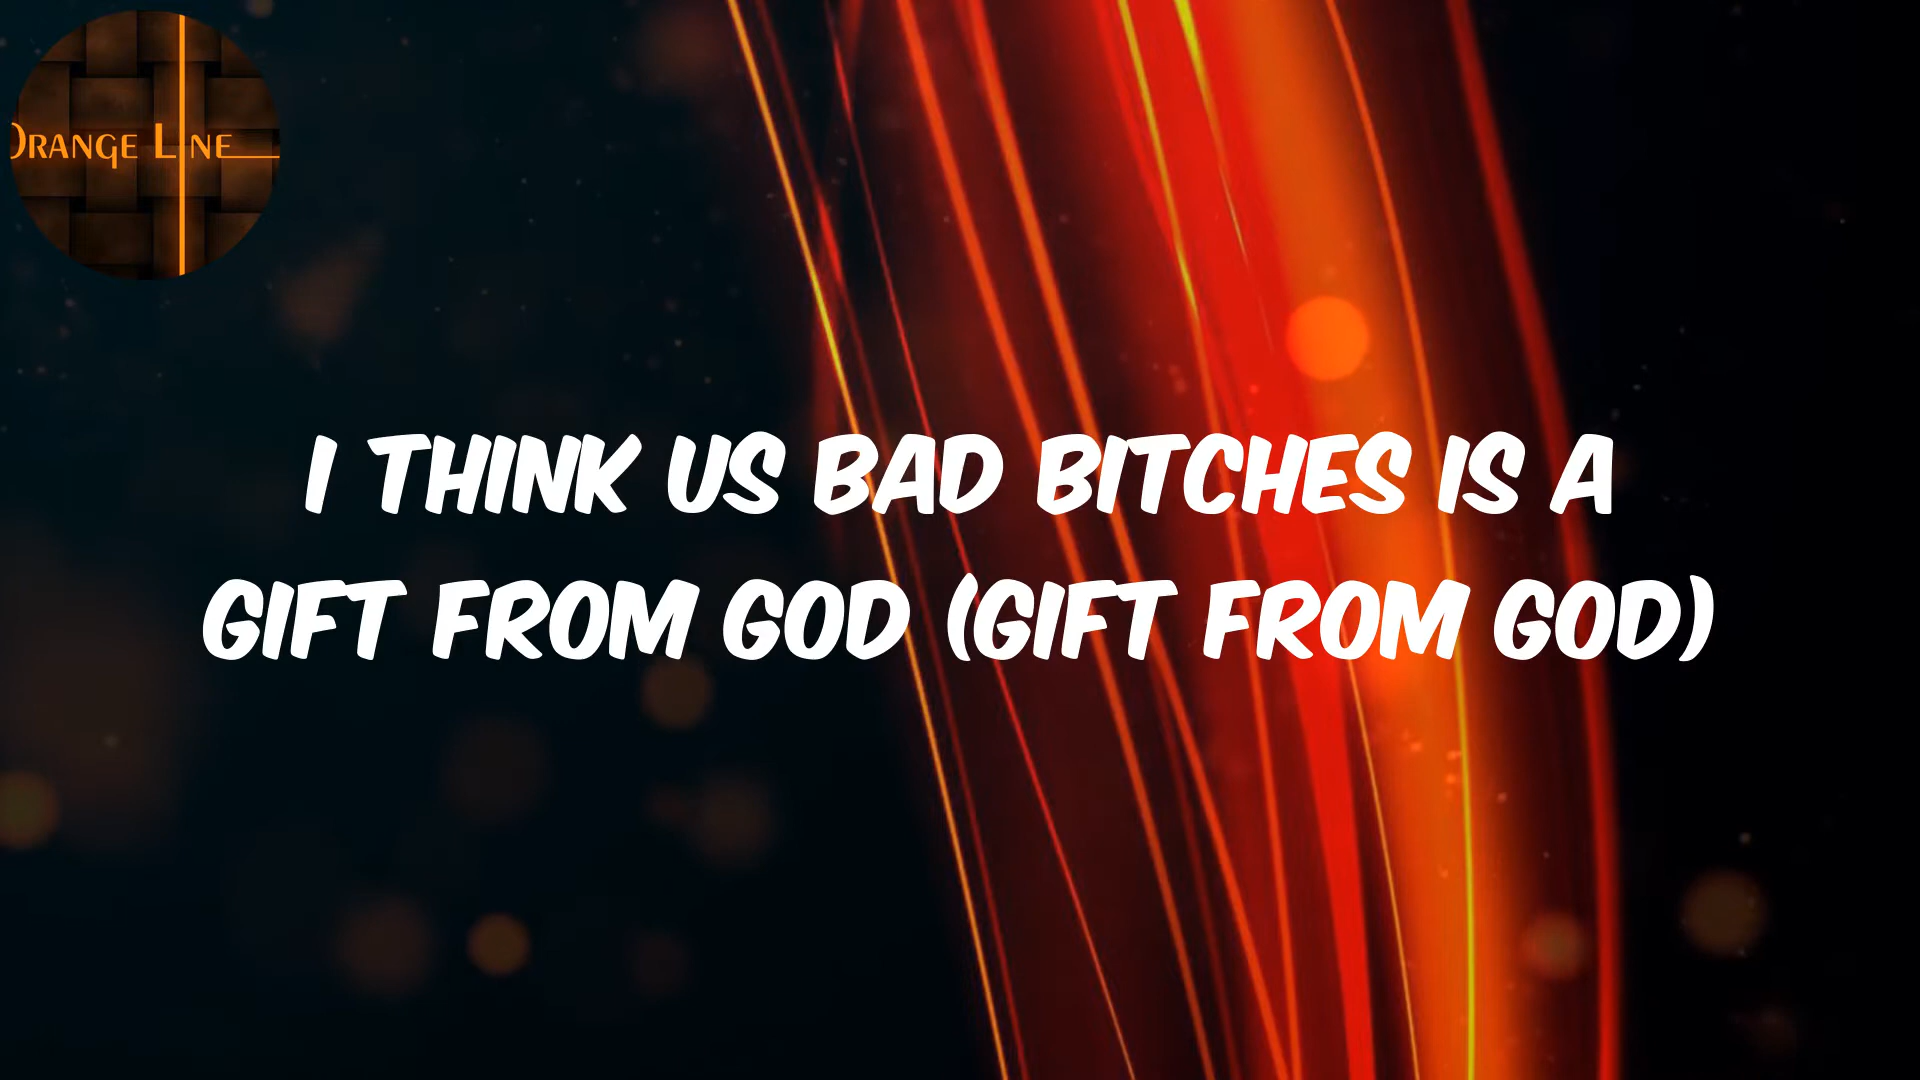 ORANGE LINE
I THINK US BAD BITCHES IS A
GIFT FROM GOD (GIFT FROM GOD)